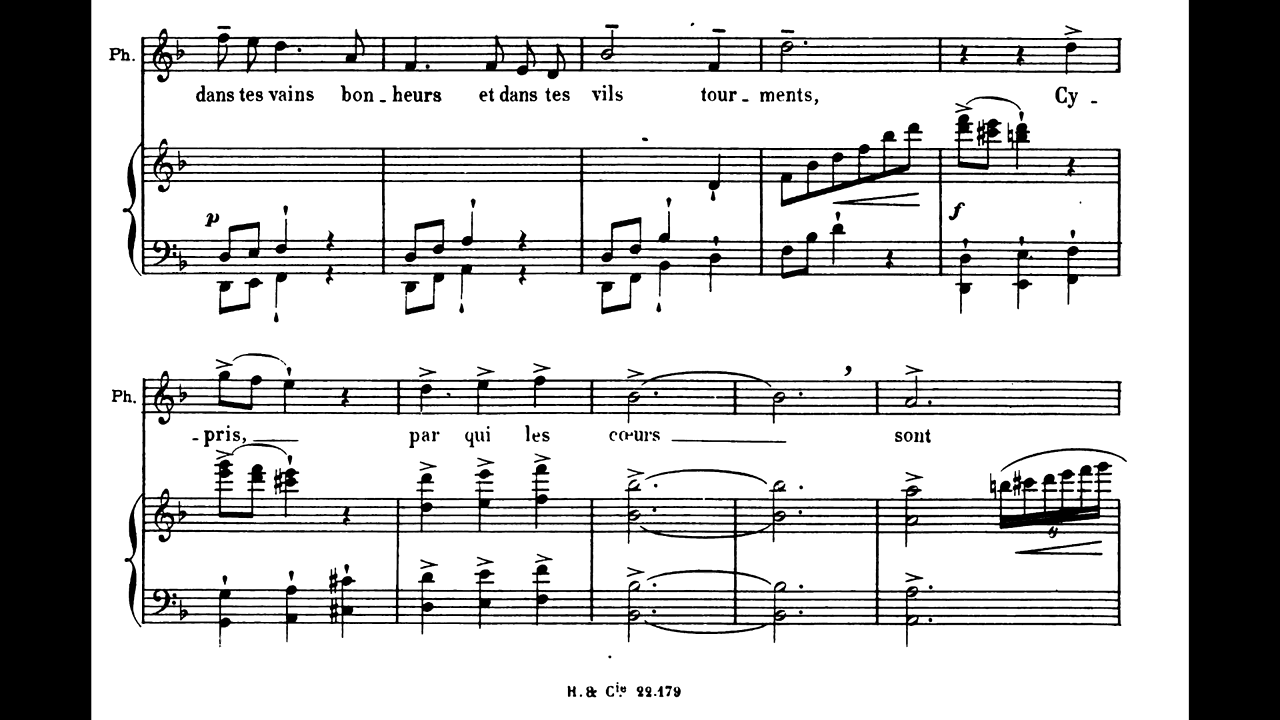 Ph.
dans tes vains bon - heurs et dans tes vils tour - ments, Cy -
p
f
Ph.
- pris, par qui les cœurs sont
6
H. & Cie 22.179